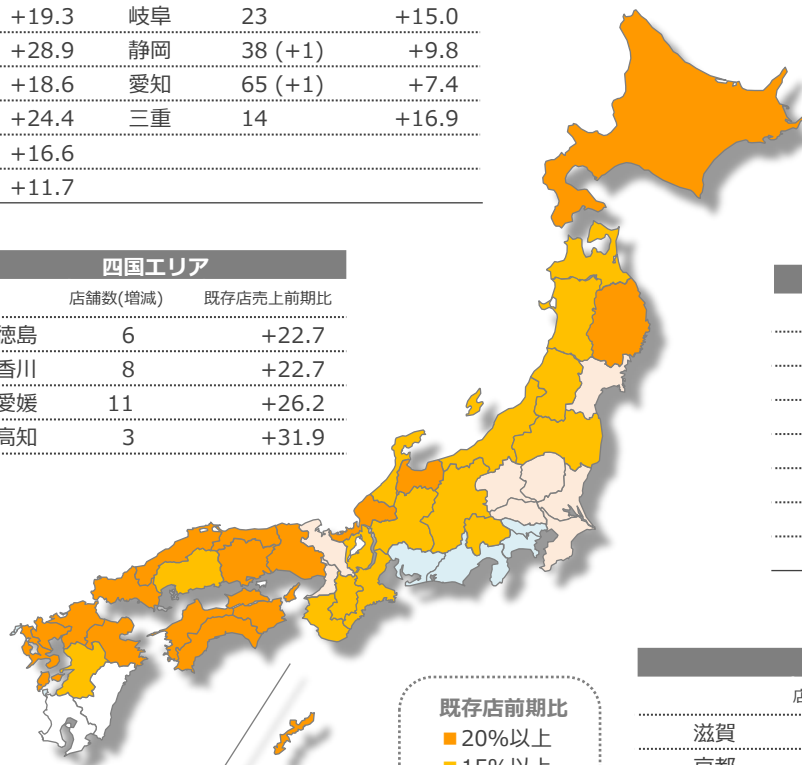 +19.3 岐阜 23 +15.0
+28.9 静岡 38 (+1) +9.8
+18.6 愛知 65 (+1) +7.4
+24.4 三重 14 +16.9
+16.6
+11.7
四国エリア
店舗数(増減) 既存店売上前期比
徳島 6 +22.7
香川 8 +22.7
愛媛 11 +26.2
高知 3 +31.9
既存店前期比
20%以上
滋賀